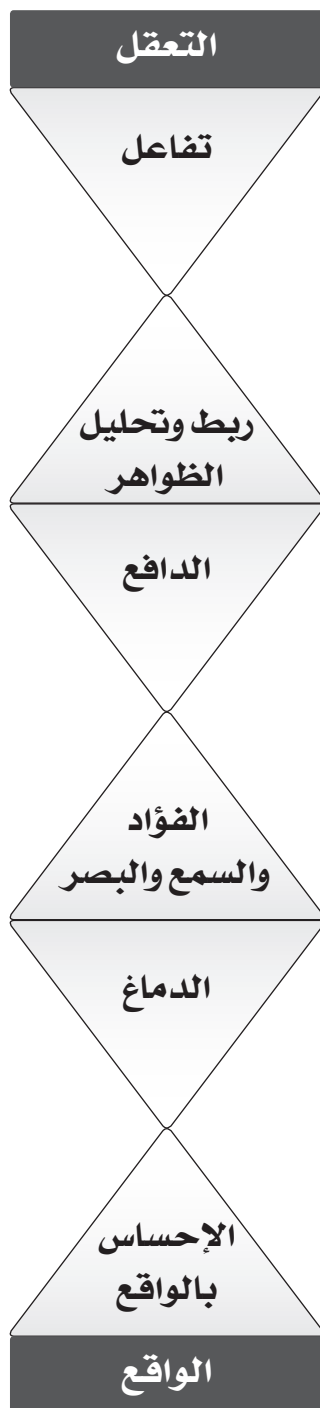 التعقل
تفاعل
ربط وتحليل
الظواهر
الدافع
الفؤاد
والسمع والبصر
الدماغ
الإحساس
بالواقع
الواقع